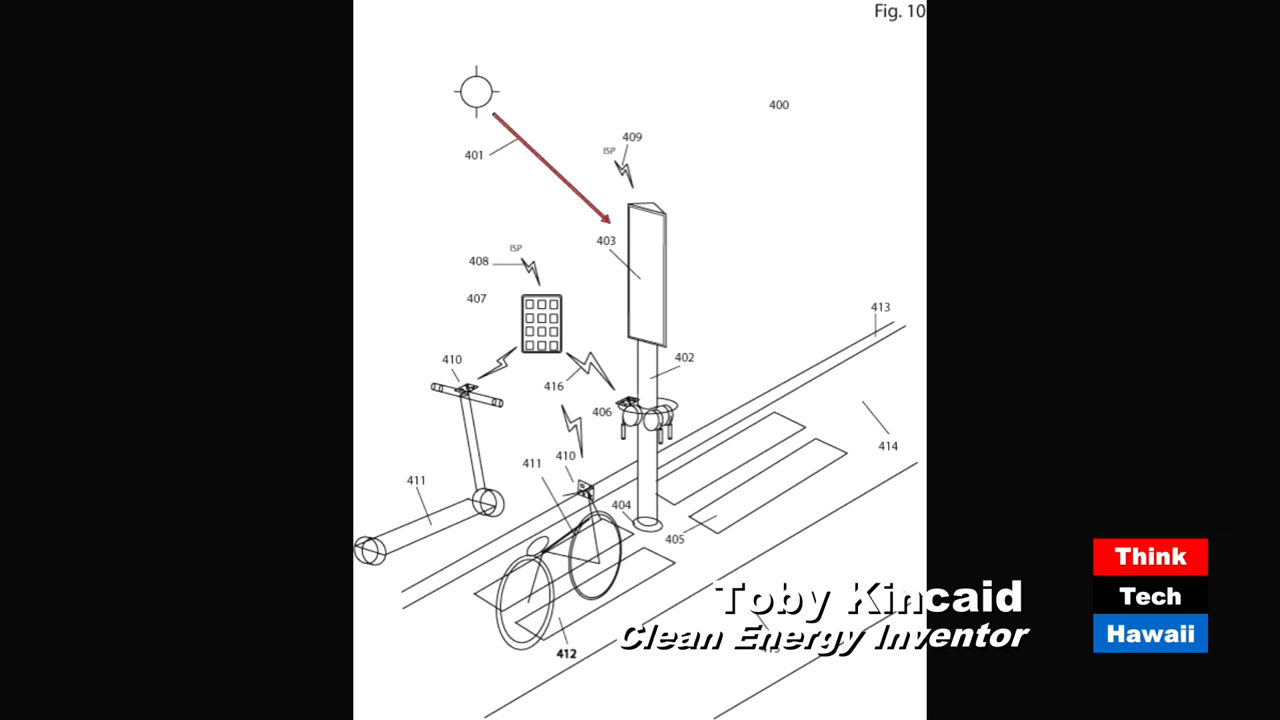 Fig. 10
400
409
ISP
401
403
ISP
408
407
413
410
402
416
406
414
410
411
411
404
405
Toby Kincaid
Clean Energy Inventor
412
Think
Tech
Hawaii